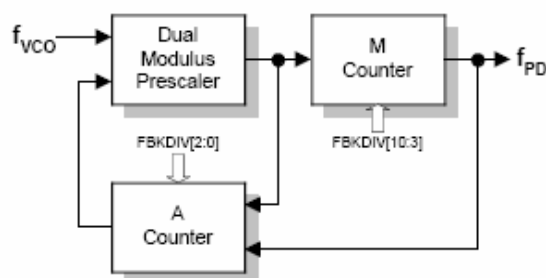 fVCO
Dual
Modulus
Prescaler
M
Counter
fPD
FBKDIV[2:0]
FBKDIV[10:3]
A
Counter